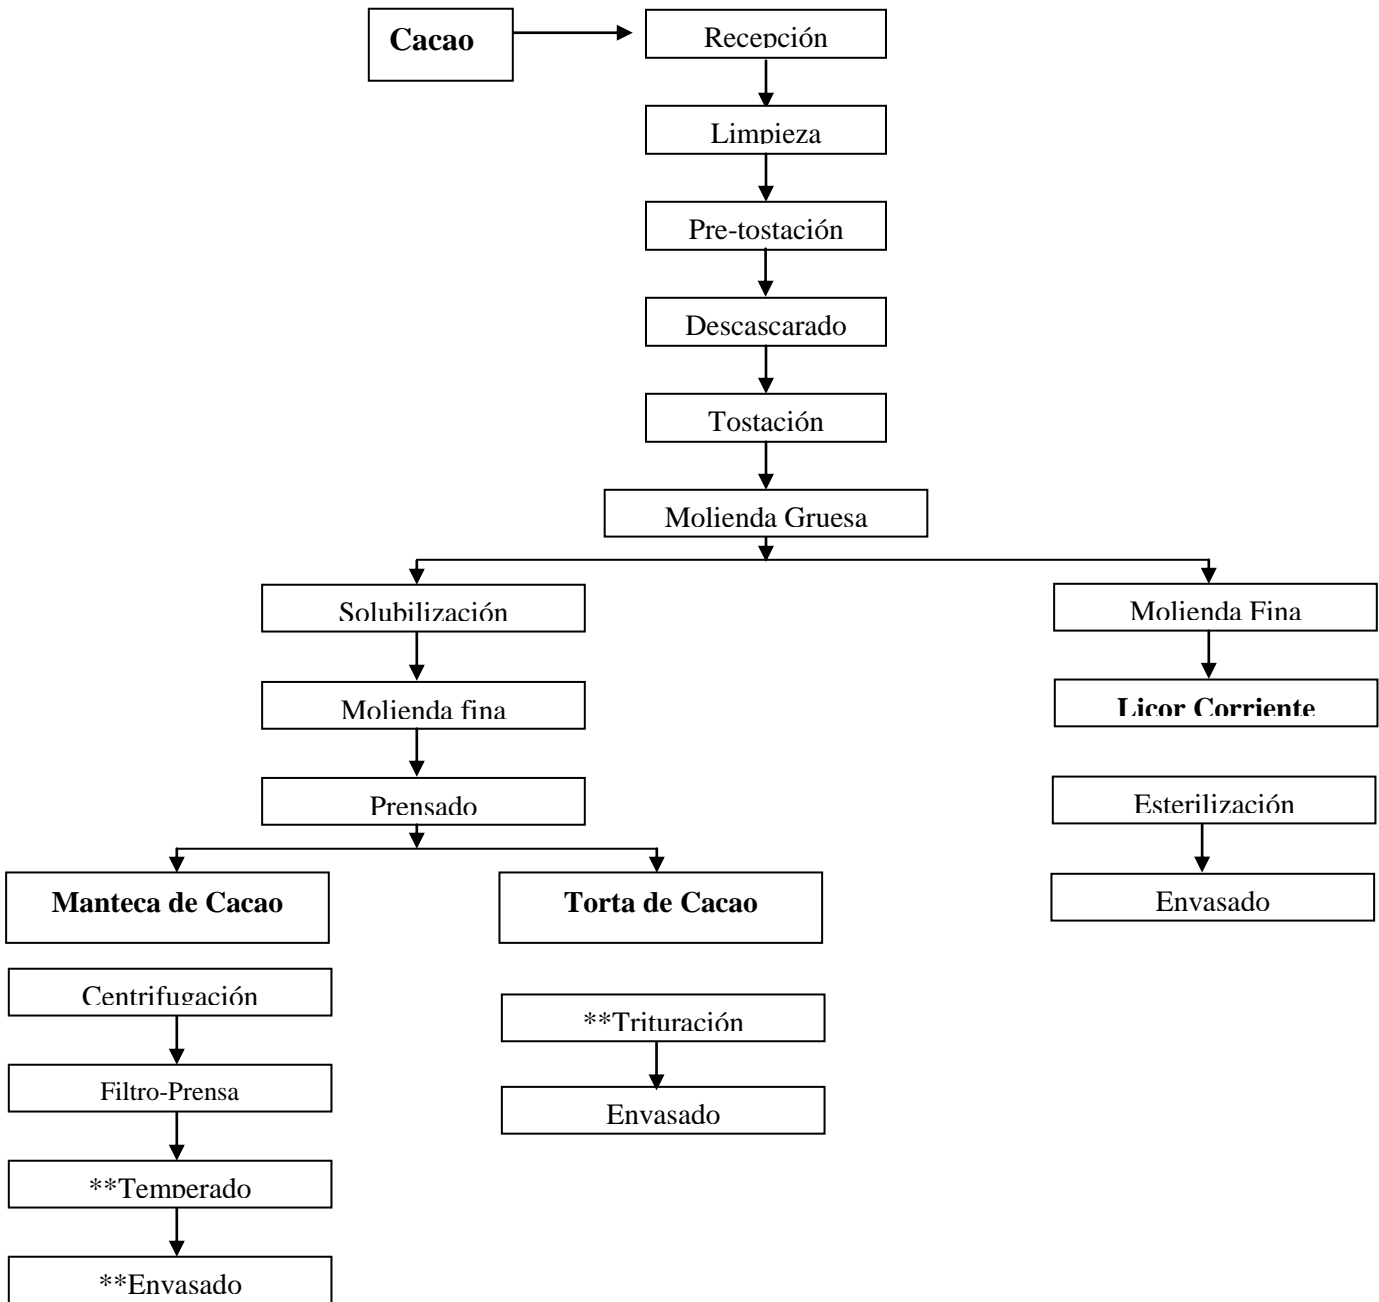 Cacao
Recepción
Limpieza
Pre-tostación
Descascarado
Tostación
Molienda Gruesa
Solubilización
Molienda fina
Prensado
Manteca de Cacao
Centrifugación
Filtro-Prensa
**Temperado
**Envasado
Torta de Cacao
**Trituración
Envasado
Molienda Fina
Licor Corriente
Esterilización
Envasado